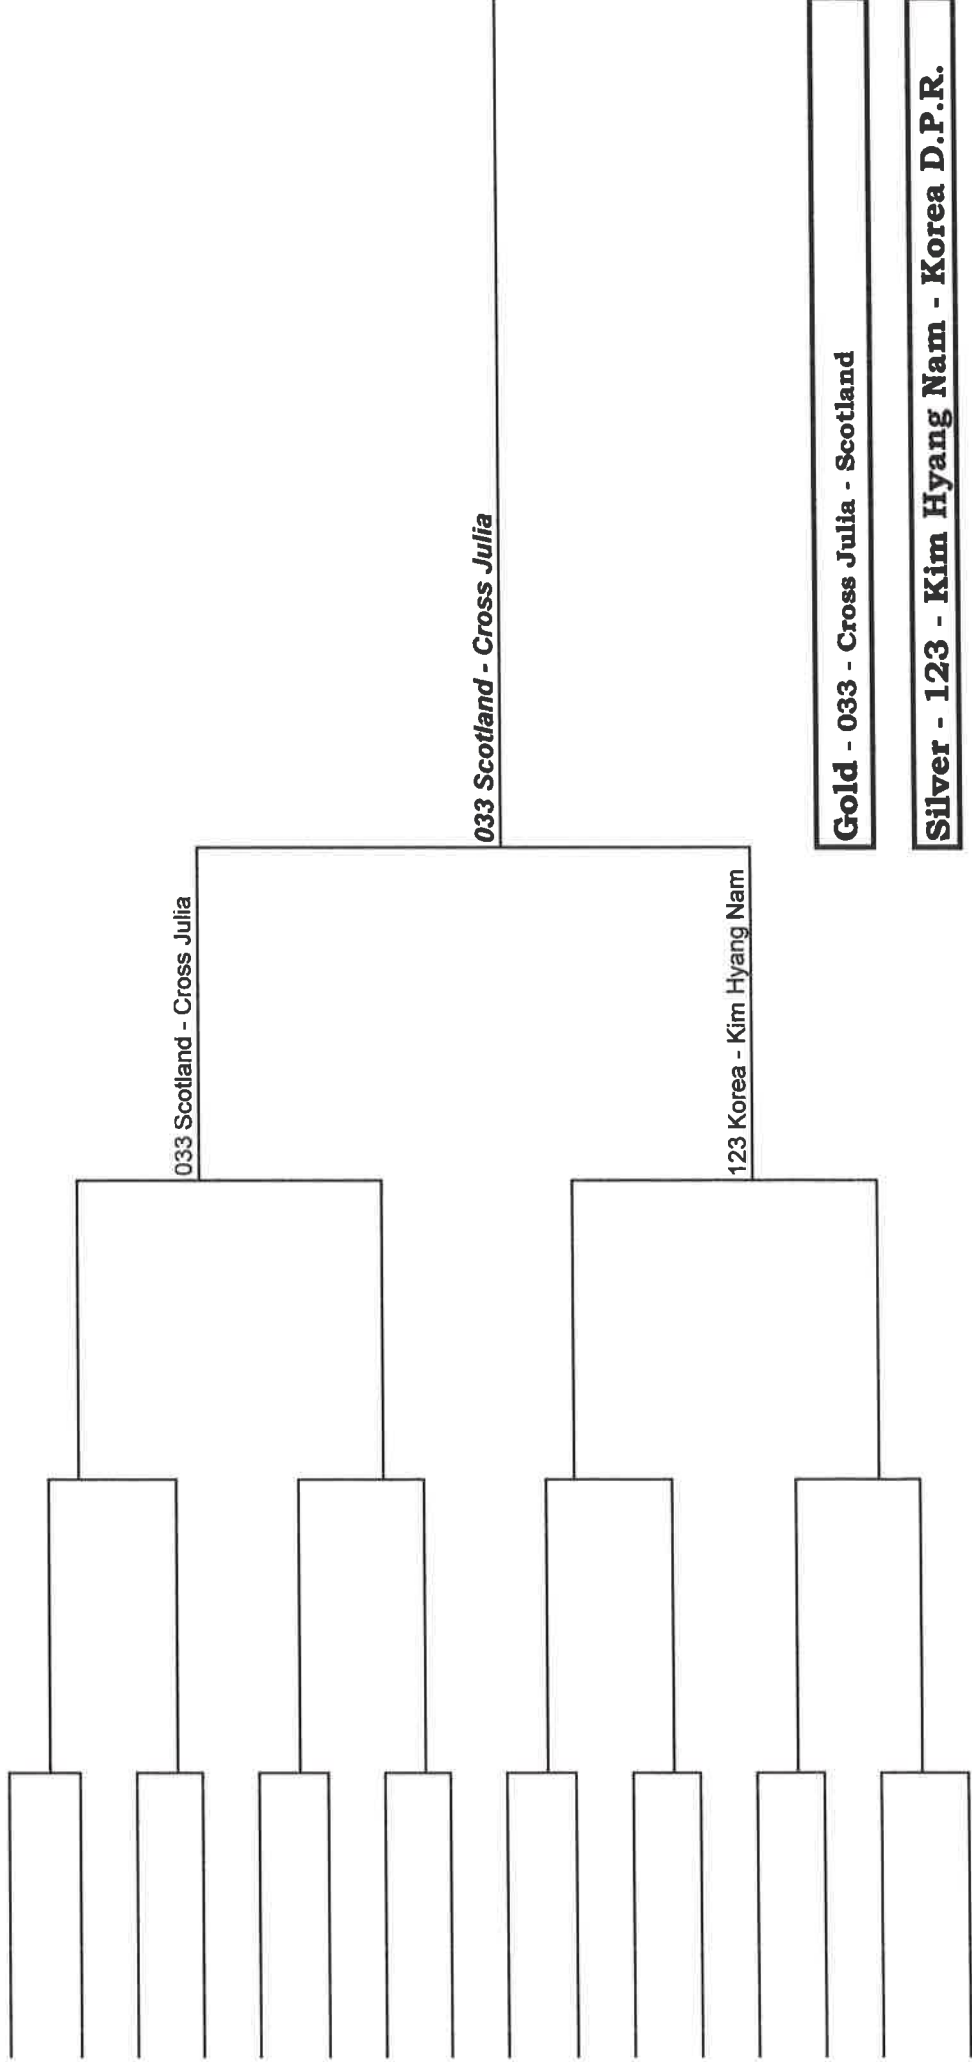 033 Scotland - Cross Julia
033 Scotland - Cross Julia
123 Korea - Kim Hyang Nam
Gold - 033 - Cross Julia - Scotland
Silver - 123 - Kim Hyang Nam - Korea D.P.R.